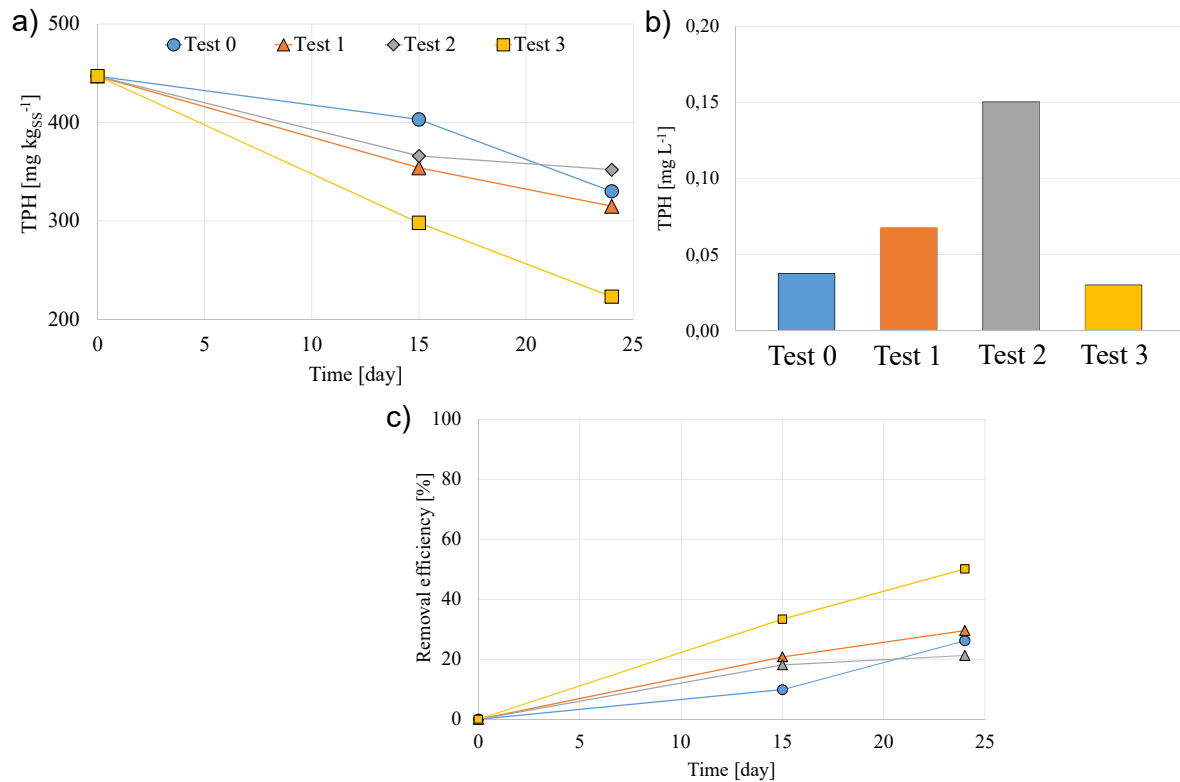 a)
500
400
300
200
TPH [mg kgSS-1]
Test 0 Test 1 Test 2 Test 3
0 5 10 15 20 25
Time [day]
b)
0,20
0,15
0,10
0,05
0,00
TPH [mg L-1]
Test 0 Test 1 Test 2 Test 3
c)
100
80
60
40
20
0
Removal efficiency [%]
0 5 10 15 20 25
Time [day]